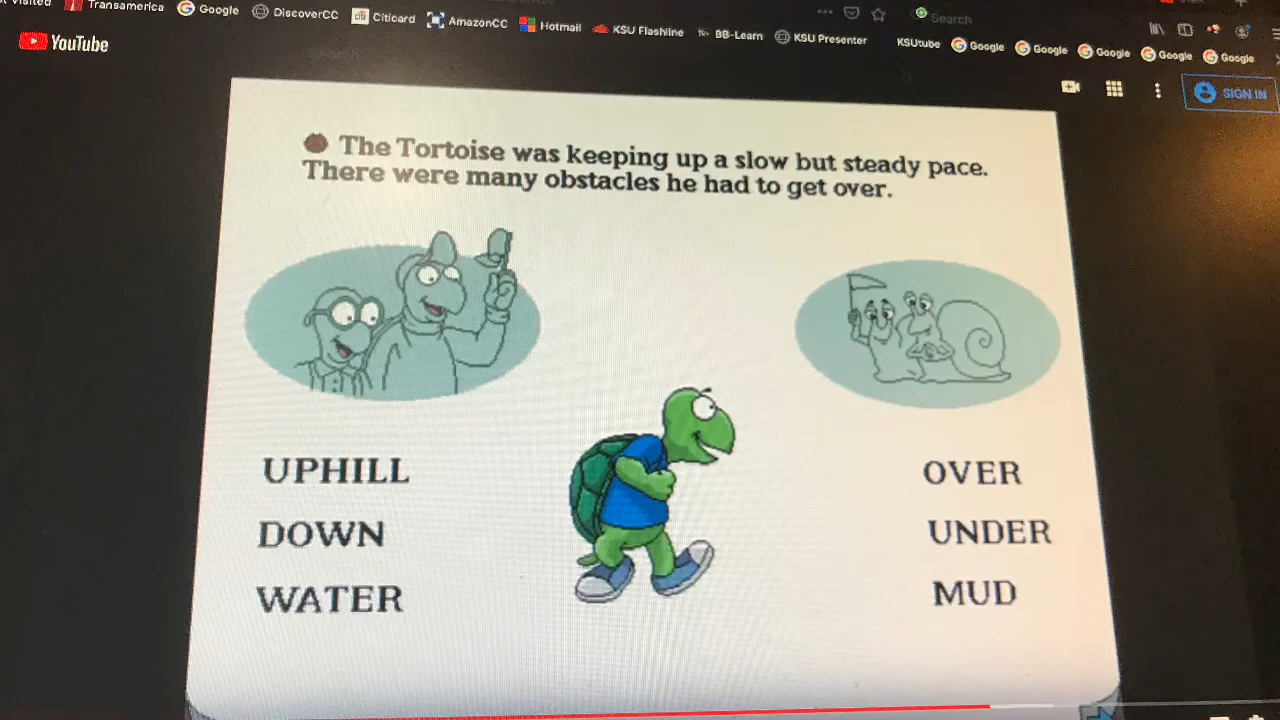 Visited
Transamerica
Google
DiscoverCC
Citicard
AmazonCC
Hotmail
KSU Flashline
BB-Learn
KSU Presenter
Search
KSUtube
Google
Google
Google
Google
Google
YouTube
SIGN IN
The Tortoise was keeping up a slow but steady pace.
There were many obstacles he had to get over.
UPHILL
DOWN
WATER
OVER
UNDER
MUD